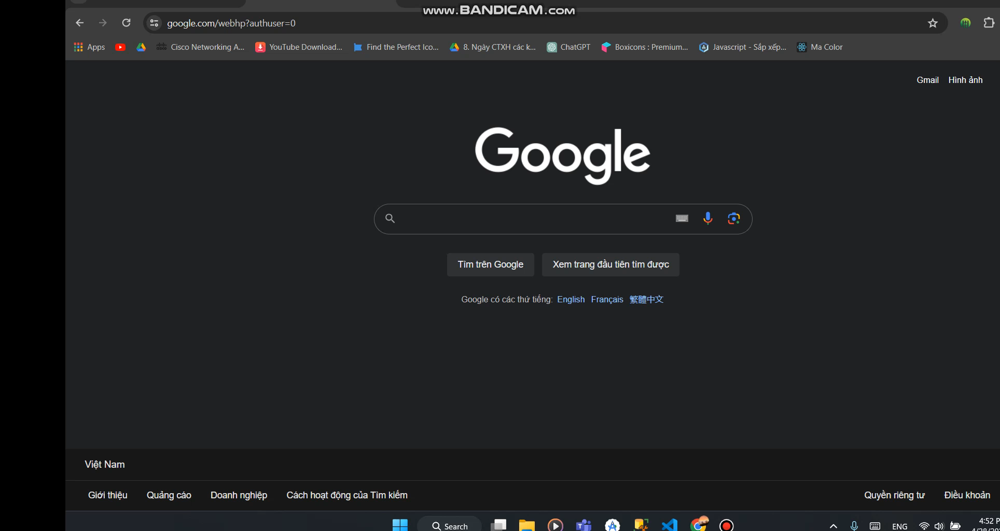 www.BANDICAM.com
google.com/webhp?authuser=0
Apps
cisco
Cisco Networking A...
YouTube Download...
Find the Perfect Ico...
8. Ngày CTXH các k...
ChatGPT
Boxicons : Premium...
Javascript - Sắp xếp...
Ma Color
Gmail Hình ảnh
Google
Tìm trên Google
Xem trang đầu tiên tìm được
Google có các thứ tiếng: English Français 繁體中文
Việt Nam
Giới thiệu Quảng cáo Doanh nghiệp Cách hoạt động của Tìm kiếm
Quyền riêng tư Điều khoản
Search
ENG
4:52 P